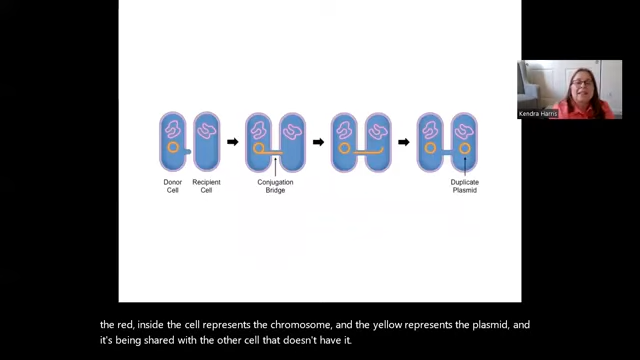 Kendra Harris
Donor
Cell
Recipient
Cell
Conjugation
Bridge
Duplicate
Plasmid
the red, inside the cell represents the chromosome, and the yellow represents the plasmid, and
it's being shared with the other cell that doesn't have it.